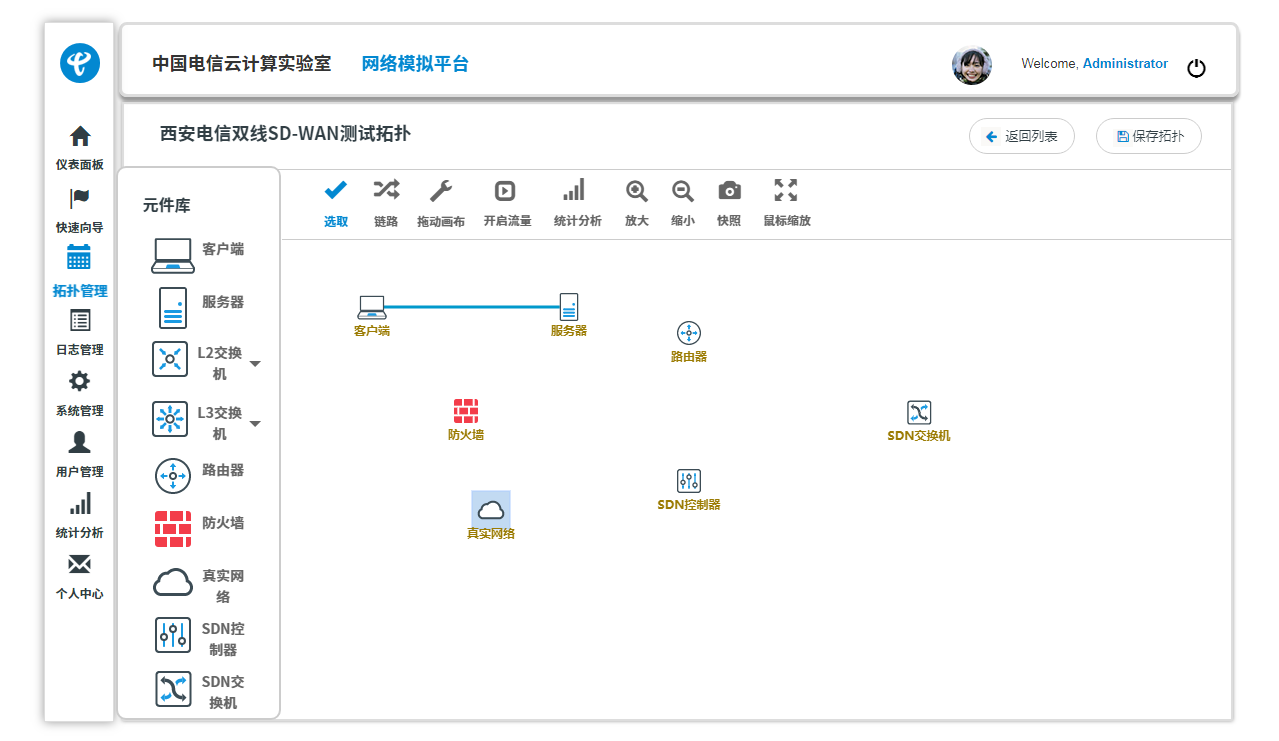 中国电信云计算实验室 网络模拟平台
Welcome, Administrator
西安电信双线SD-WAN测试拓扑
返回列表
保存拓扑
仪表面板
快速向导
拓扑管理
日志管理
系统管理
用户管理
统计分析
个人中心
元件库
客户端
服务器
L2交换
机
L3交换
机
路由器
防火墙
真实网
络
SDN控
制器
SDN交
换机
选取 链路 拖动画布 开启流量 统计分析 放大 缩小 快照 鼠标缩放
客户端
服务器
路由器
防火墙
SDN交换机
SDN控制器
真实网络